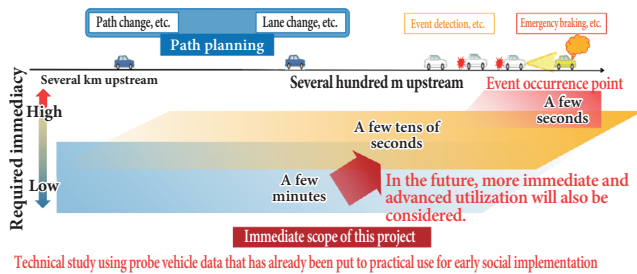 Path change, etc.
Lane change, etc.
Event detection, etc.
Emergency braking, etc.
Path planning
Several km upstream
Several hundred m upstream
Event occurrence point
Required immediacy
High
Low
A few
seconds
A few tens of
seconds
A few
minutes
In the future, more immediate and
advanced utilization will also be
considered.
Immediate scope of this project
Technical study using probe vehicle data that has already been put to practical use for early social implementation